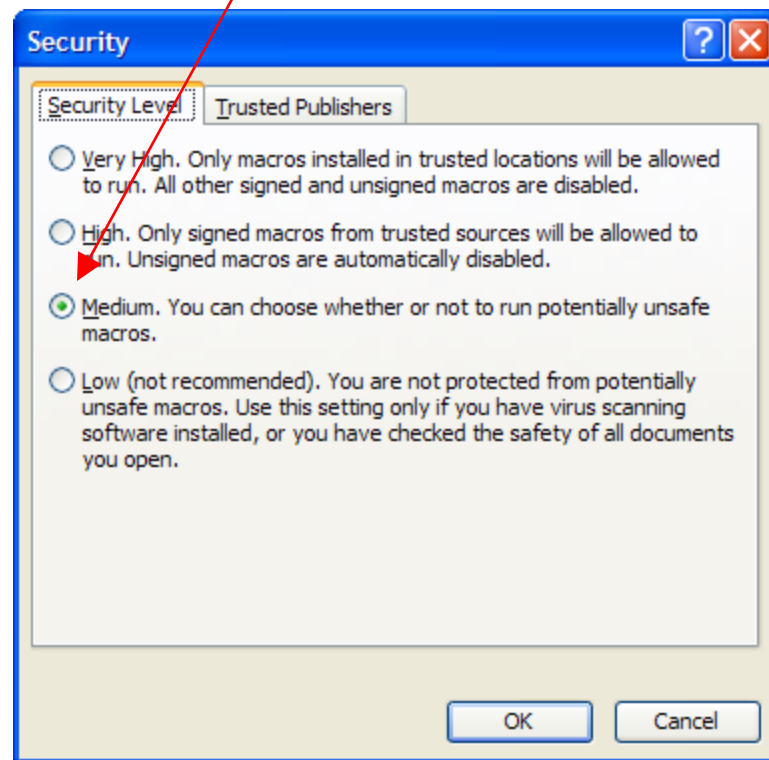 Security
Security Level Trusted Publishers
Very High. Only macros installed in trusted locations will be allowed
to run. All other signed and unsigned macros are disabled.
High. Only signed macros from trusted sources will be allowed to
run. Unsigned macros are automatically disabled.
Medium. You can choose whether or not to run potentially unsafe
macros.
Low (not recommended). You are not protected from potentially
unsafe macros. Use this setting only if you have virus scanning
software installed, or you have checked the safety of all documents
you open.
OK Cancel